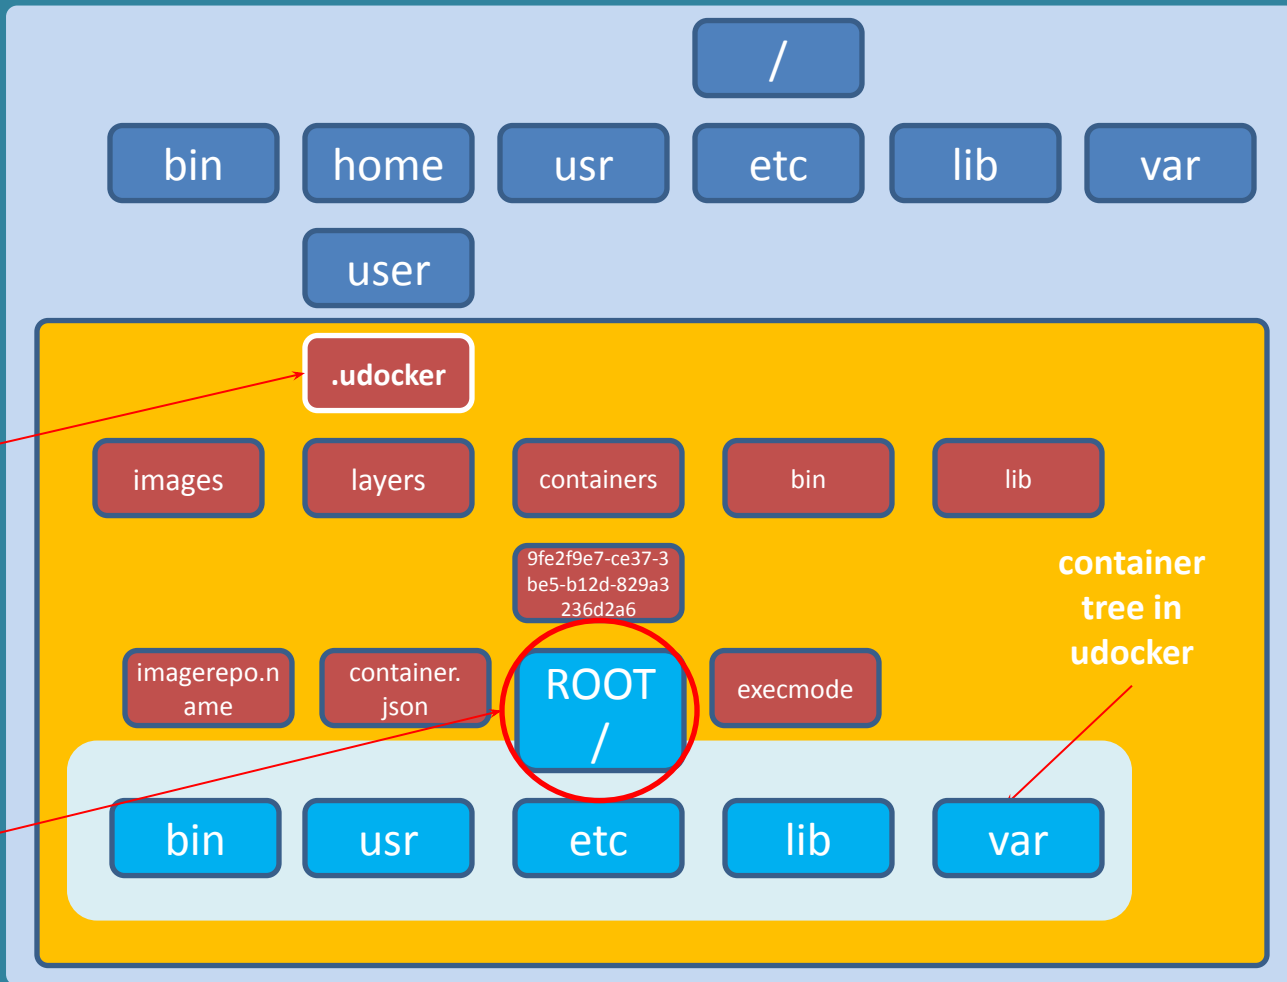 /
bin home usr etc lib var
user
.udocker
images layers containers bin lib
9fe2f9e7-ce37-3
be5-b12d-829a3
236d2a6
container
tree in
udocker
imagerepo.n
ame
container.
json
ROOT
/
execmode
bin usr etc lib var